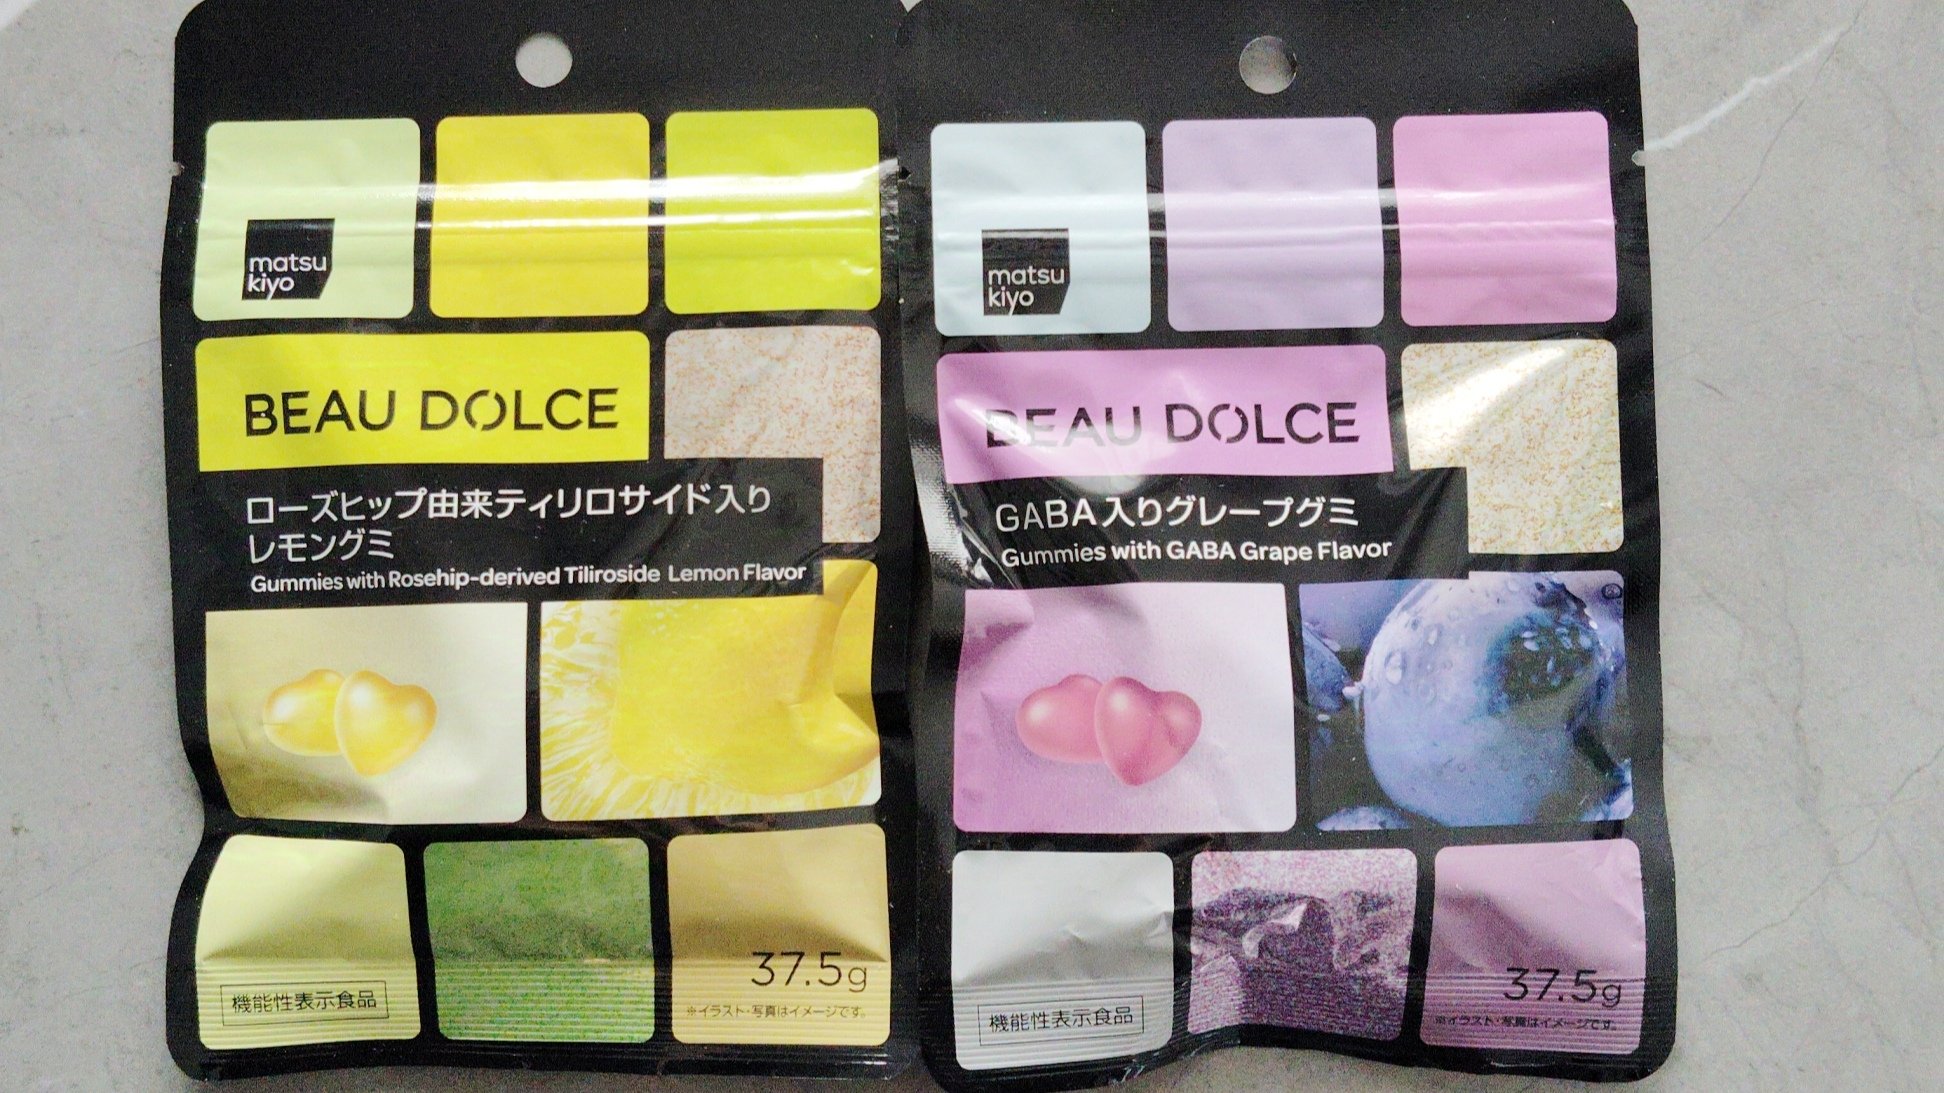 matsu
kiyo
BEAU DOLCE
ローズヒップ由来ティリロサイド入り
レモングミ
Gummies with Rosehip-derived Tiliroside Lemon Flavor
機能性表示食品
37.5g
※イラスト・写真はイメージです。
matsu
kiyo
BEAU DOLCE
GABA入りグレープグミ
Gummies with GABA Grape Flavor
機能性表示食品
37.5g
※イラスト・写真はイメージです。